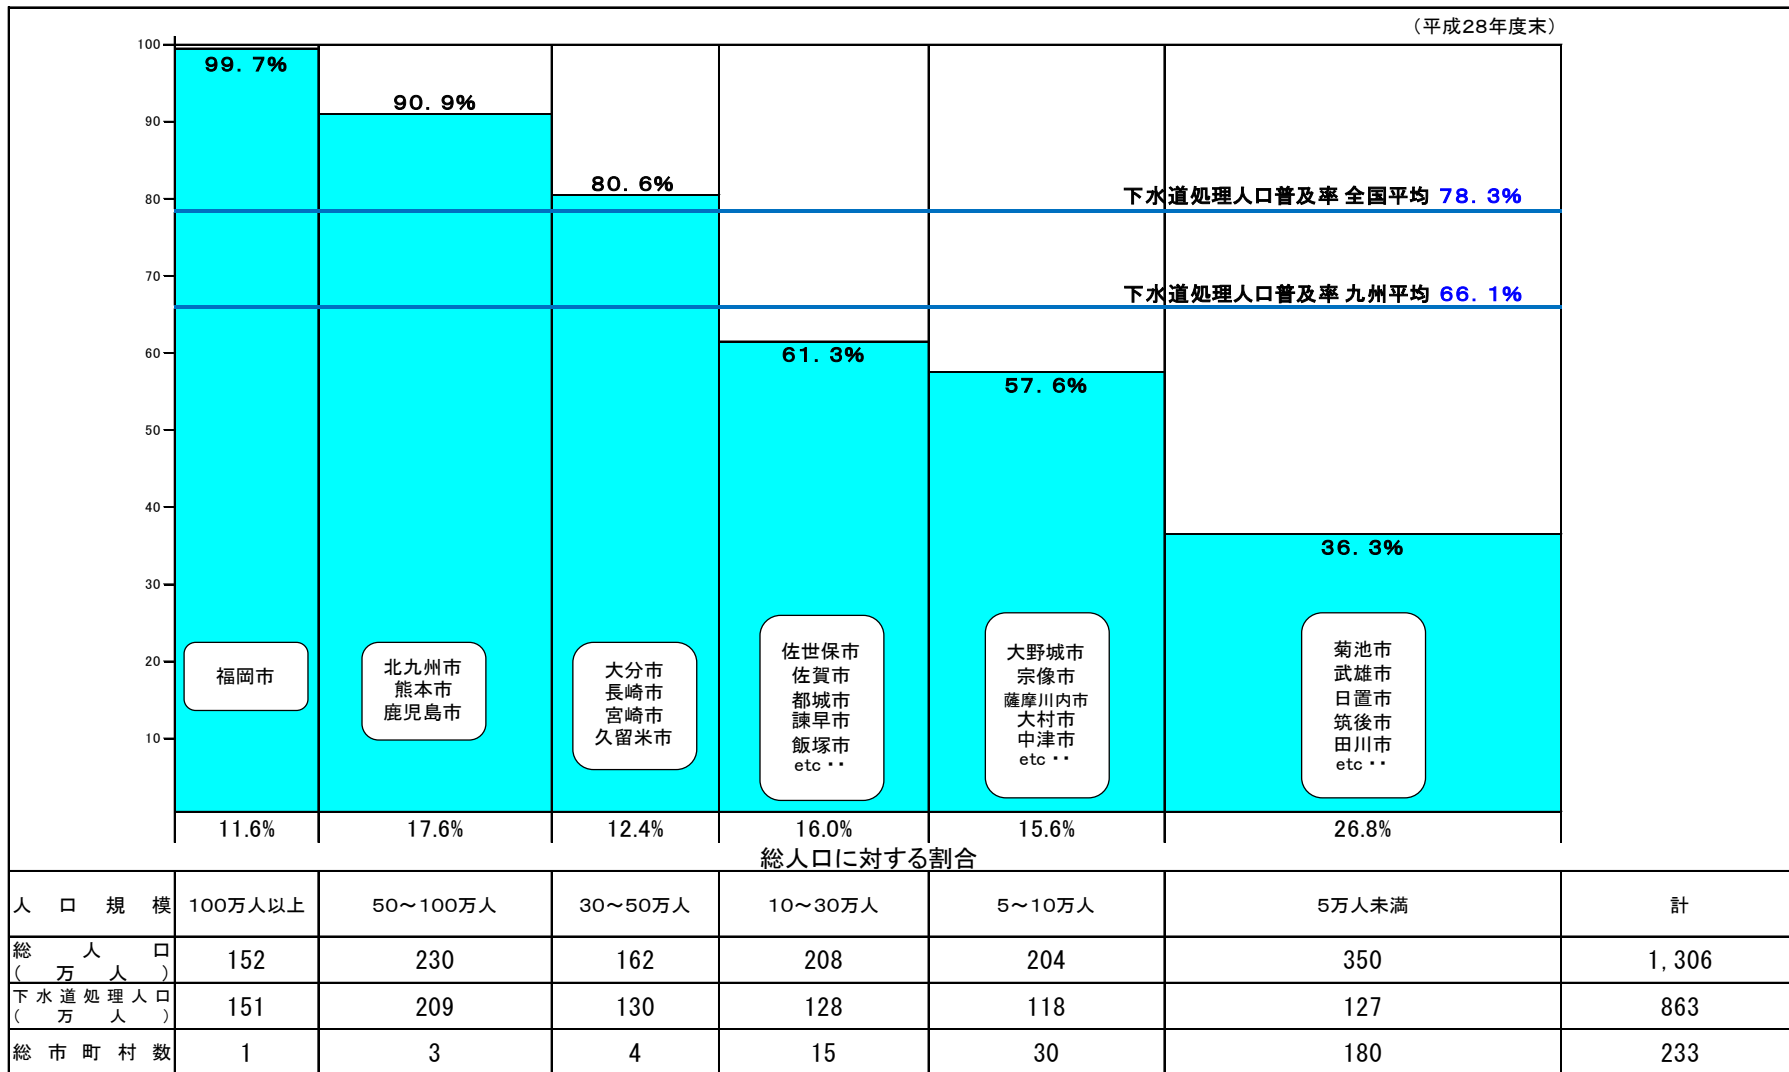 (平成28年度末)
100
90
80
70
60
50
40
30
20
10
99.7%
90.9%
80.6%
61.3%
57.6%
36.3%
下水道処理人口普及率 全国平均 78.3%
下水道処理人口普及率 九州平均 66.1%
福岡市
北九州市
熊本市
鹿児島市
大分市
長崎市
宮崎市
久留米市
佐世保市
佐賀市
都城市
諫早市
飯塚市
etc・・
大野城市
宗像市
薩摩川内市
大村市
中津市
etc・・
菊池市
武雄市
日置市
筑後市
田川市
etc・・
11.6% 17.6% 12.4% 16.0% 15.6% 26.8%
総人口に対する割合
人口規模 100万人以上 50～100万人 30～50万人 10～30万人 5～10万人 5万人未満 計
総人口
(万人) 152 230 162 208 204 350 1,306
下水道処理人口
(万人) 151 209 130 128 118 127 863
総市町村数 1 3 4 15 30 180 233